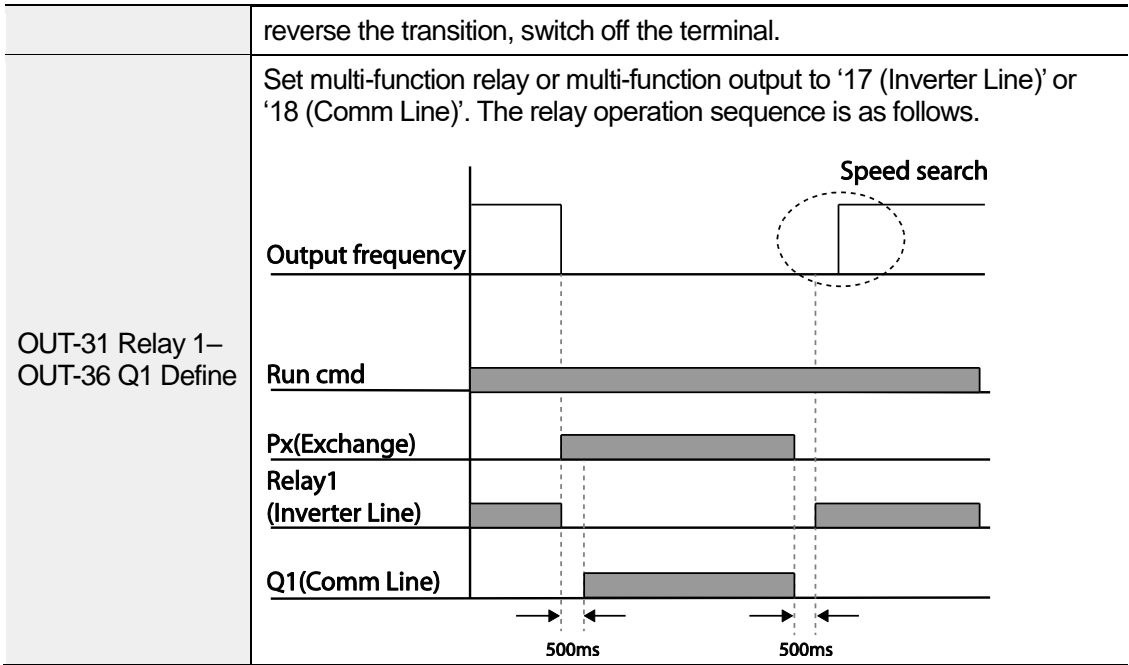 reverse the transition, switch off the terminal.
OUT-31 Relay 1–
OUT-36 Q1 Define
Set multi-function relay or multi-function output to ‘17 (Inverter Line)’ or
‘18 (Comm Line)’. The relay operation sequence is as follows.
Speed search
Output frequency
Run cmd
Px(Exchange)
Relay1
(Inverter Line)
Q1(Comm Line)
500ms 500ms